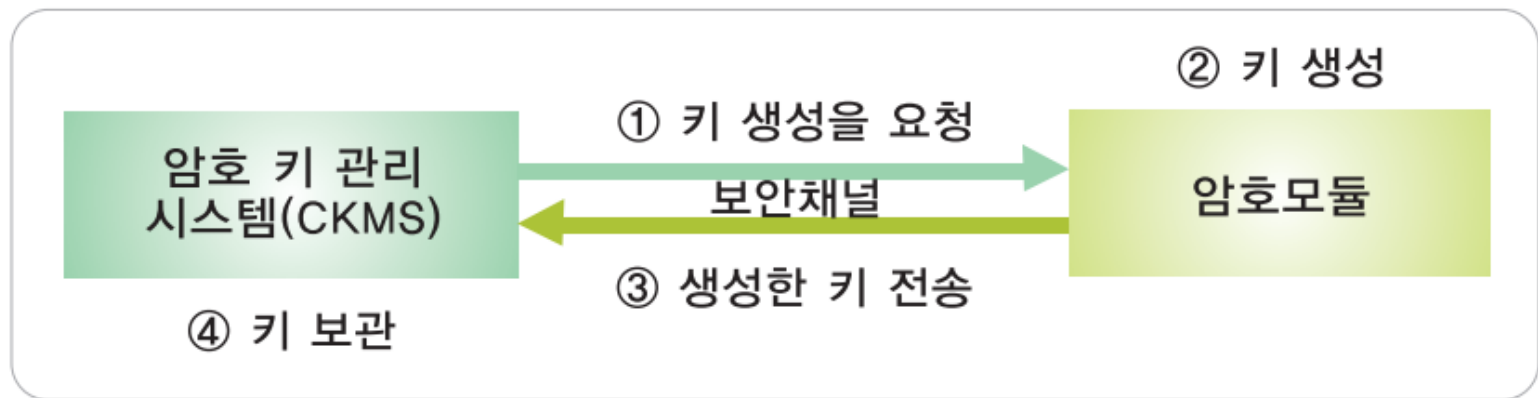 ② 키 생성
① 키 생성을 요청
암호 키 관리
시스템(CKMS)
보안채널
암호모듈
③ 생성한 키 전송
④ 키 보관